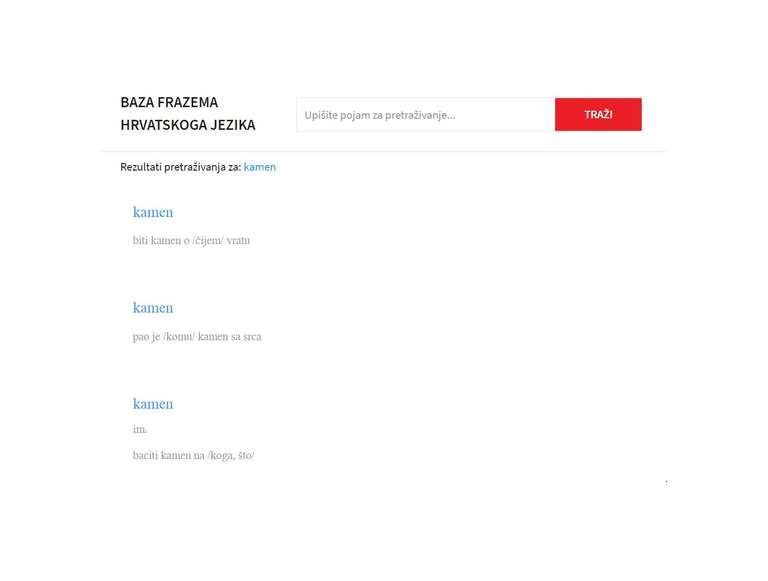 BAZA FRAZEMA
HRVATSKOGA JEZIKA
Upišite pojam za pretraživanje...
TRAŽI
Rezultati pretraživanja za: kamen
kamen
biti kamen o /čijem/ vratu
kamen
pao je /komu/ kamen sa srca
kamen
im.
baciti kamen na /koga, što/